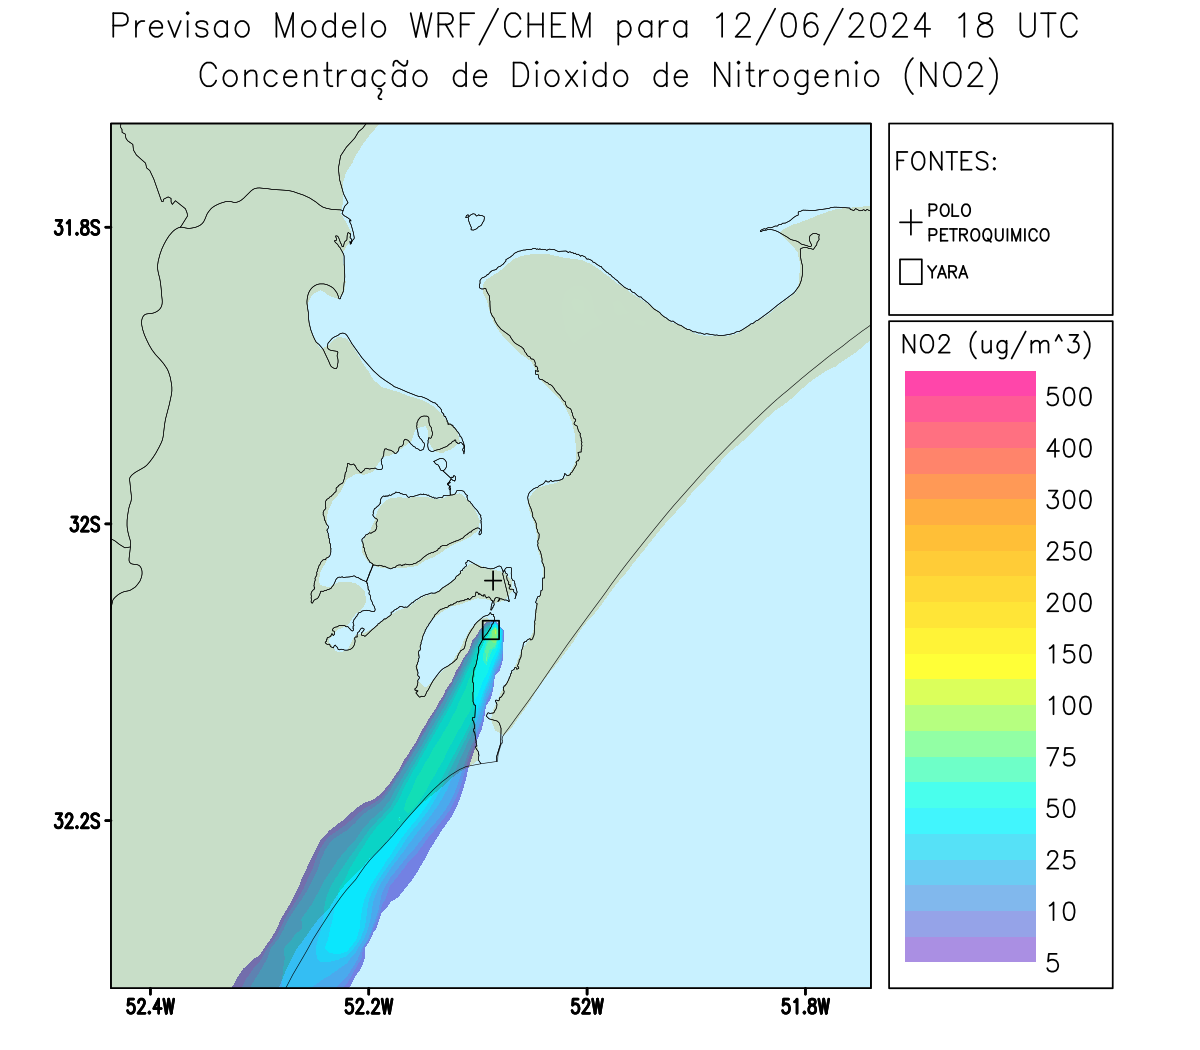 Previsao Modelo WRF/CHEM para 12/06/2024 18 UTC
Concentração de Dioxido de Nitrogenio (NO2)
FONTES:
POLO
PETROQUIMICO
YARA
NO2 (ug/m^3)
500
400
300
250
200
150
100
75
50
25
10
5
31.8S
32S
32.2S
52.4W
52.2W
52W
51.8W